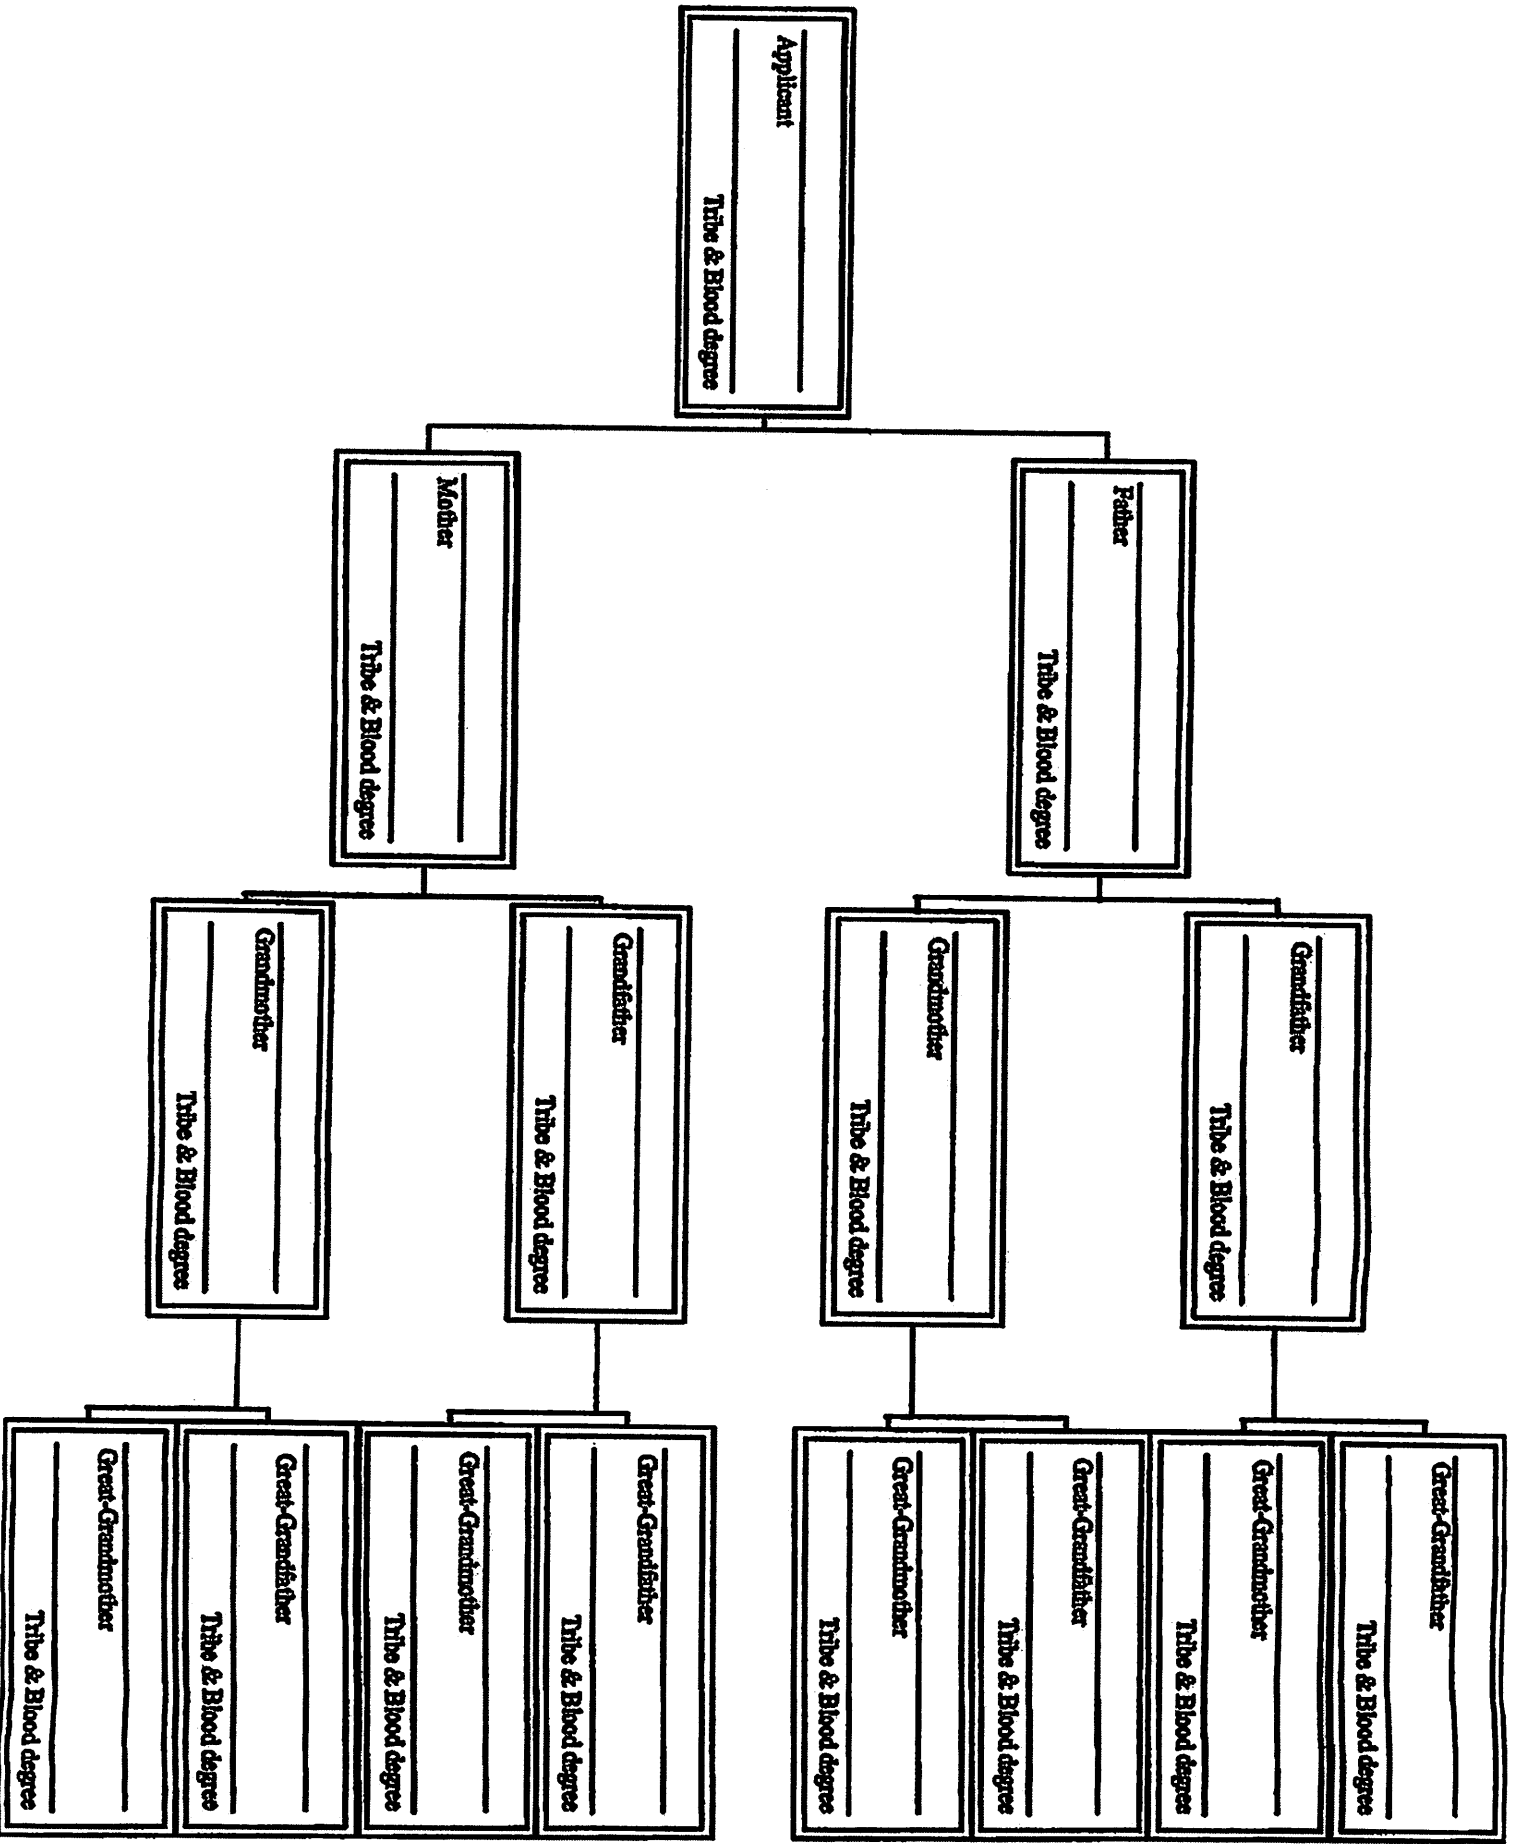 Applicant
Tribe & Blood degree
Father
Tribe & Blood degree
Mother
Tribe & Blood degree
Grandfather
Tribe & Blood degree
Grandmother
Tribe & Blood degree
Grandfather
Tribe & Blood degree
Grandmother
Tribe & Blood degree
Great-Grandfather
Tribe & Blood degree
Great-Grandmother
Tribe & Blood degree
Great-Grandfather
Tribe & Blood degree
Great-Grandmother
Tribe & Blood degree
Great-Grandfather
Tribe & Blood degree
Great-Grandmother
Tribe & Blood degree
Great-Grandfather
Tribe & Blood degree
Great-Grandmother
Tribe & Blood degree